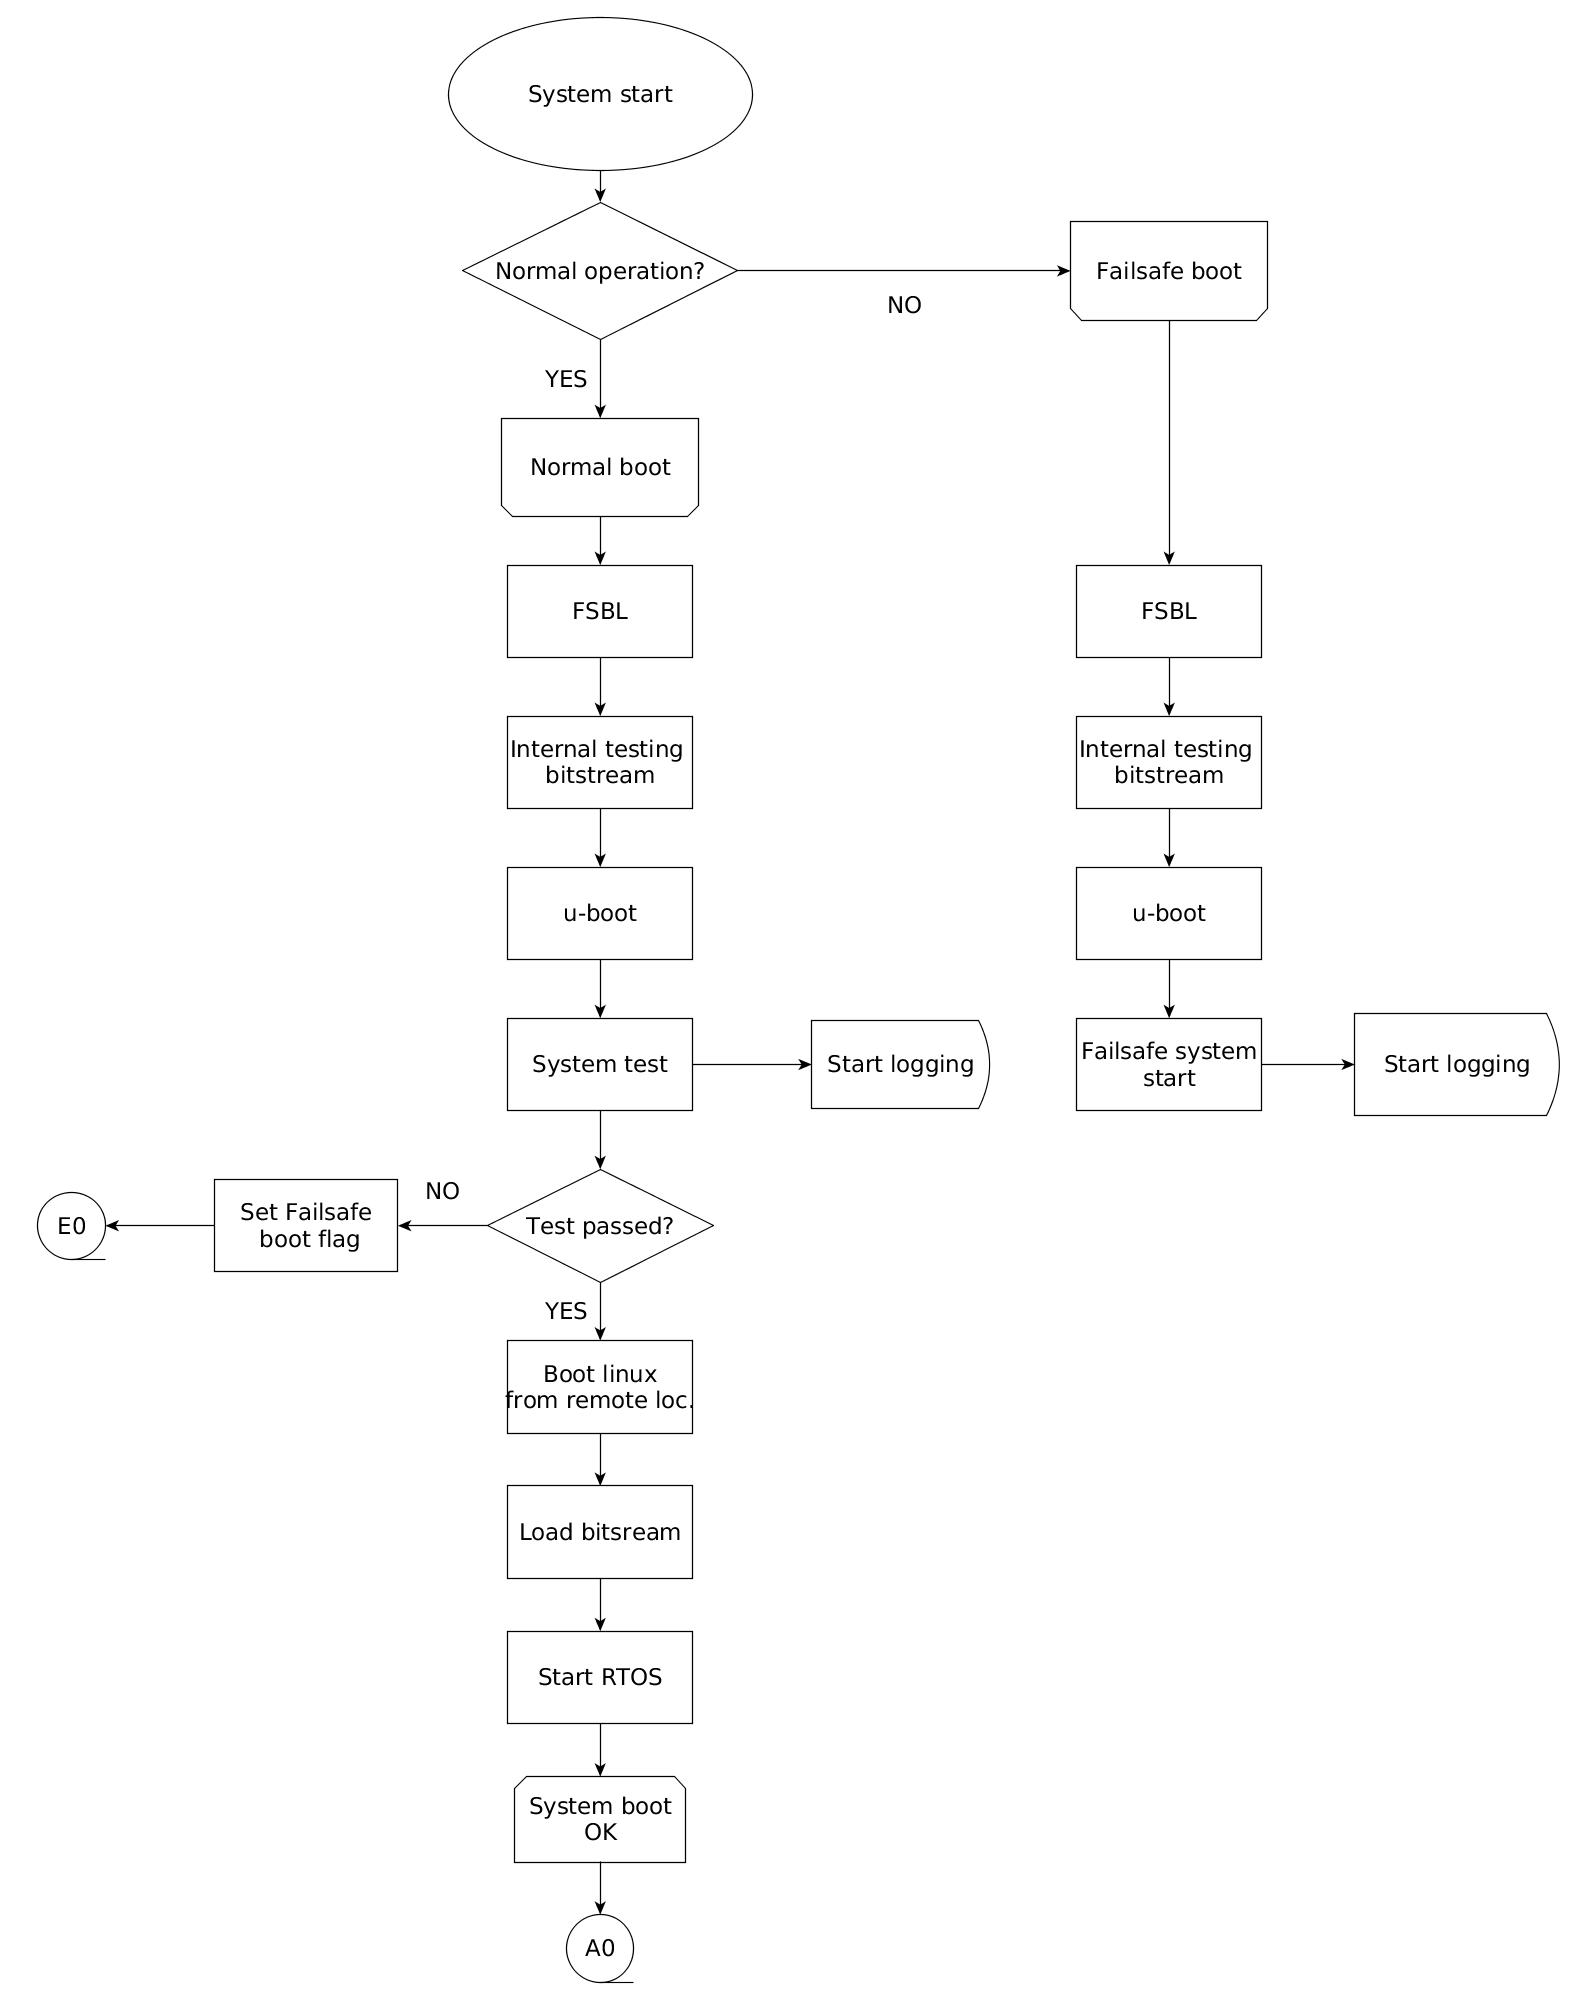 System start
Normal operation?
Failsafe boot
NO
YES
Normal boot
FSBL
FSBL
Internal testing
bitstream
Internal testing
bitstream
u-boot
u-boot
System test
Start logging
Failsafe system
start
Start logging
NO
E0
Set Failsafe
boot flag
Test passed?
YES
Boot linux
from remote loc.
Load bitsream
Start RTOS
System boot
OK
A0